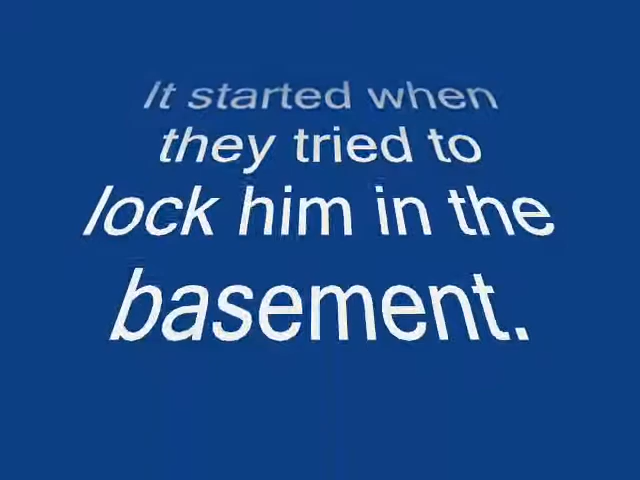 It started when
they tried to
lock him in the
basement.